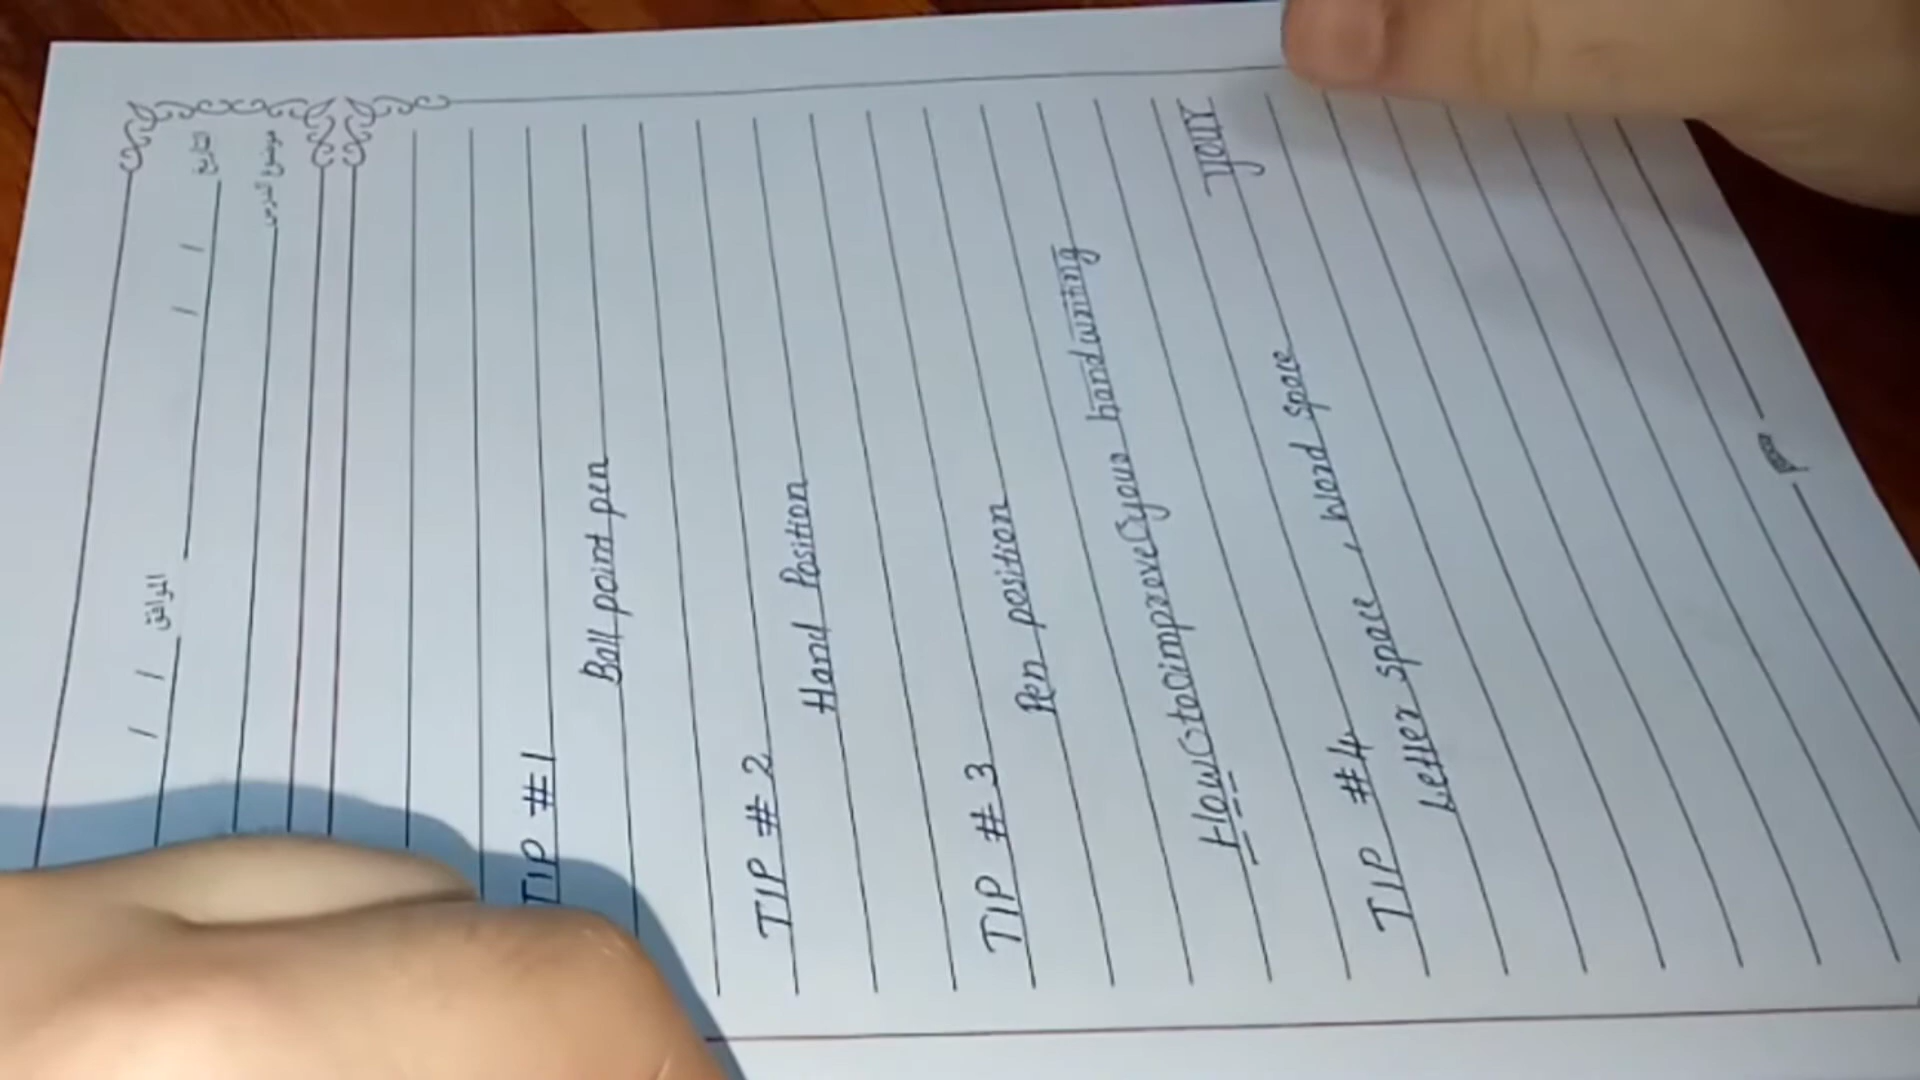 التاريخ / / الموافق / /
موضوع الدرس
TIP #1
Ball point pen
TIP #2
Hand Position
TIP #3
Pen position
How to improve your handwriting
your
TIP #4
Letter space, word space